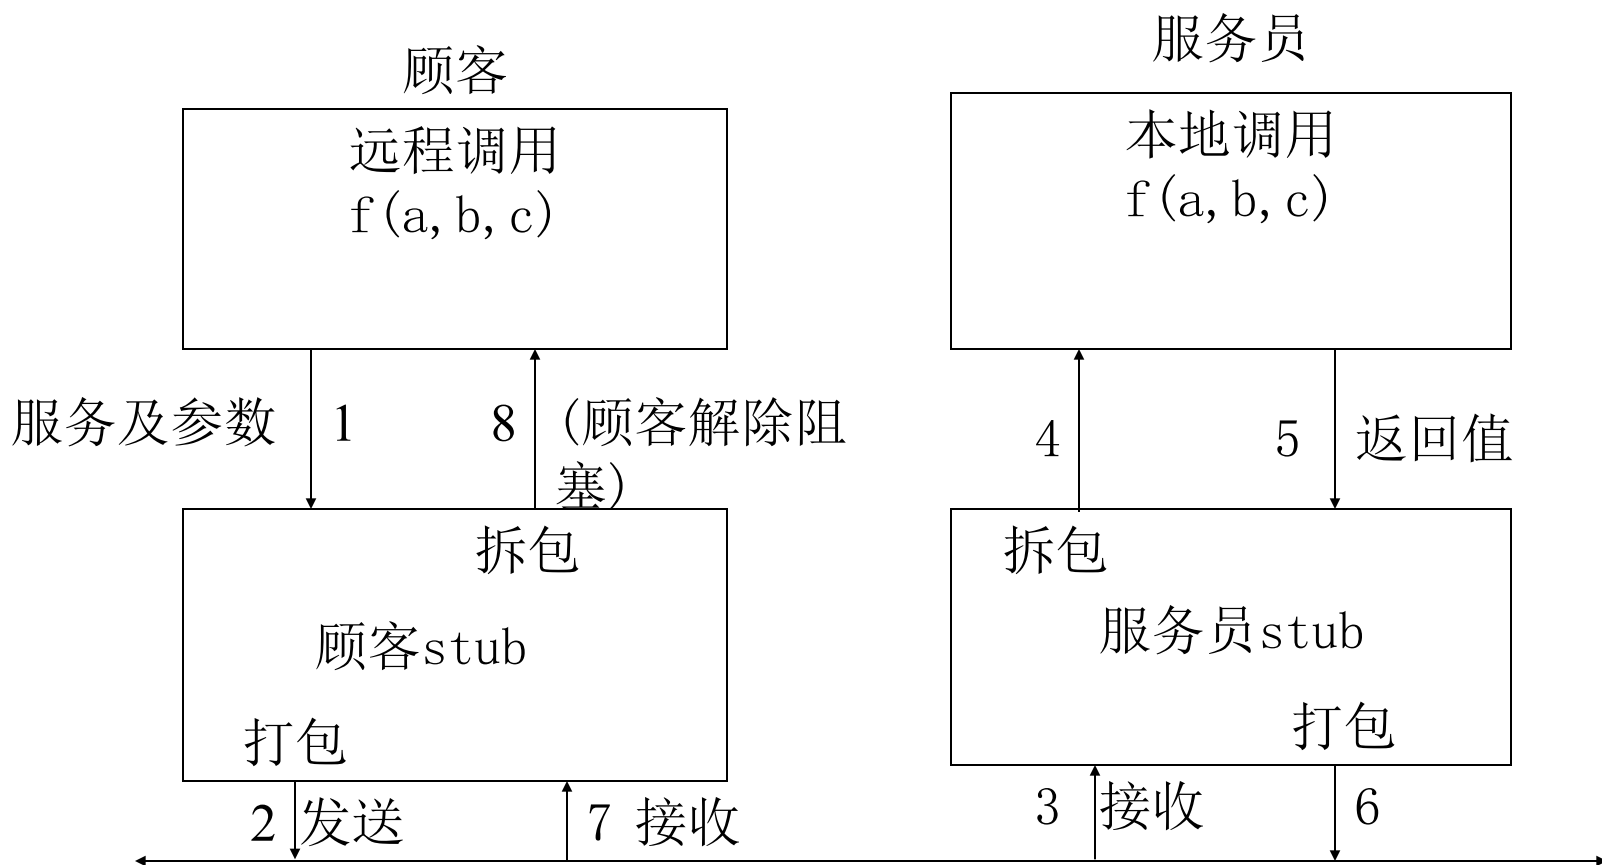 顾客
远程调用
f(a,b,c)
服务员
本地调用
f(a,b,c)
服务及参数
1
8
(顾客解除阻
塞)
4
5
返回值
拆包
顾客stub
打包
拆包
服务员stub
打包
2
发送
7
接收
3
接收
6